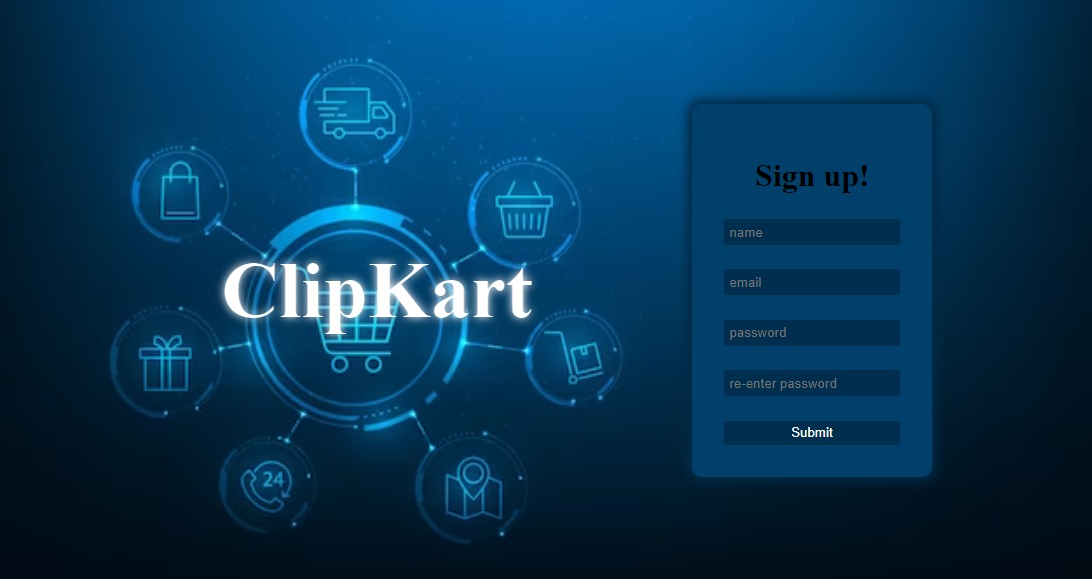 ClipKart
24
Sign up!
name
email
password
re-enter password
Submit